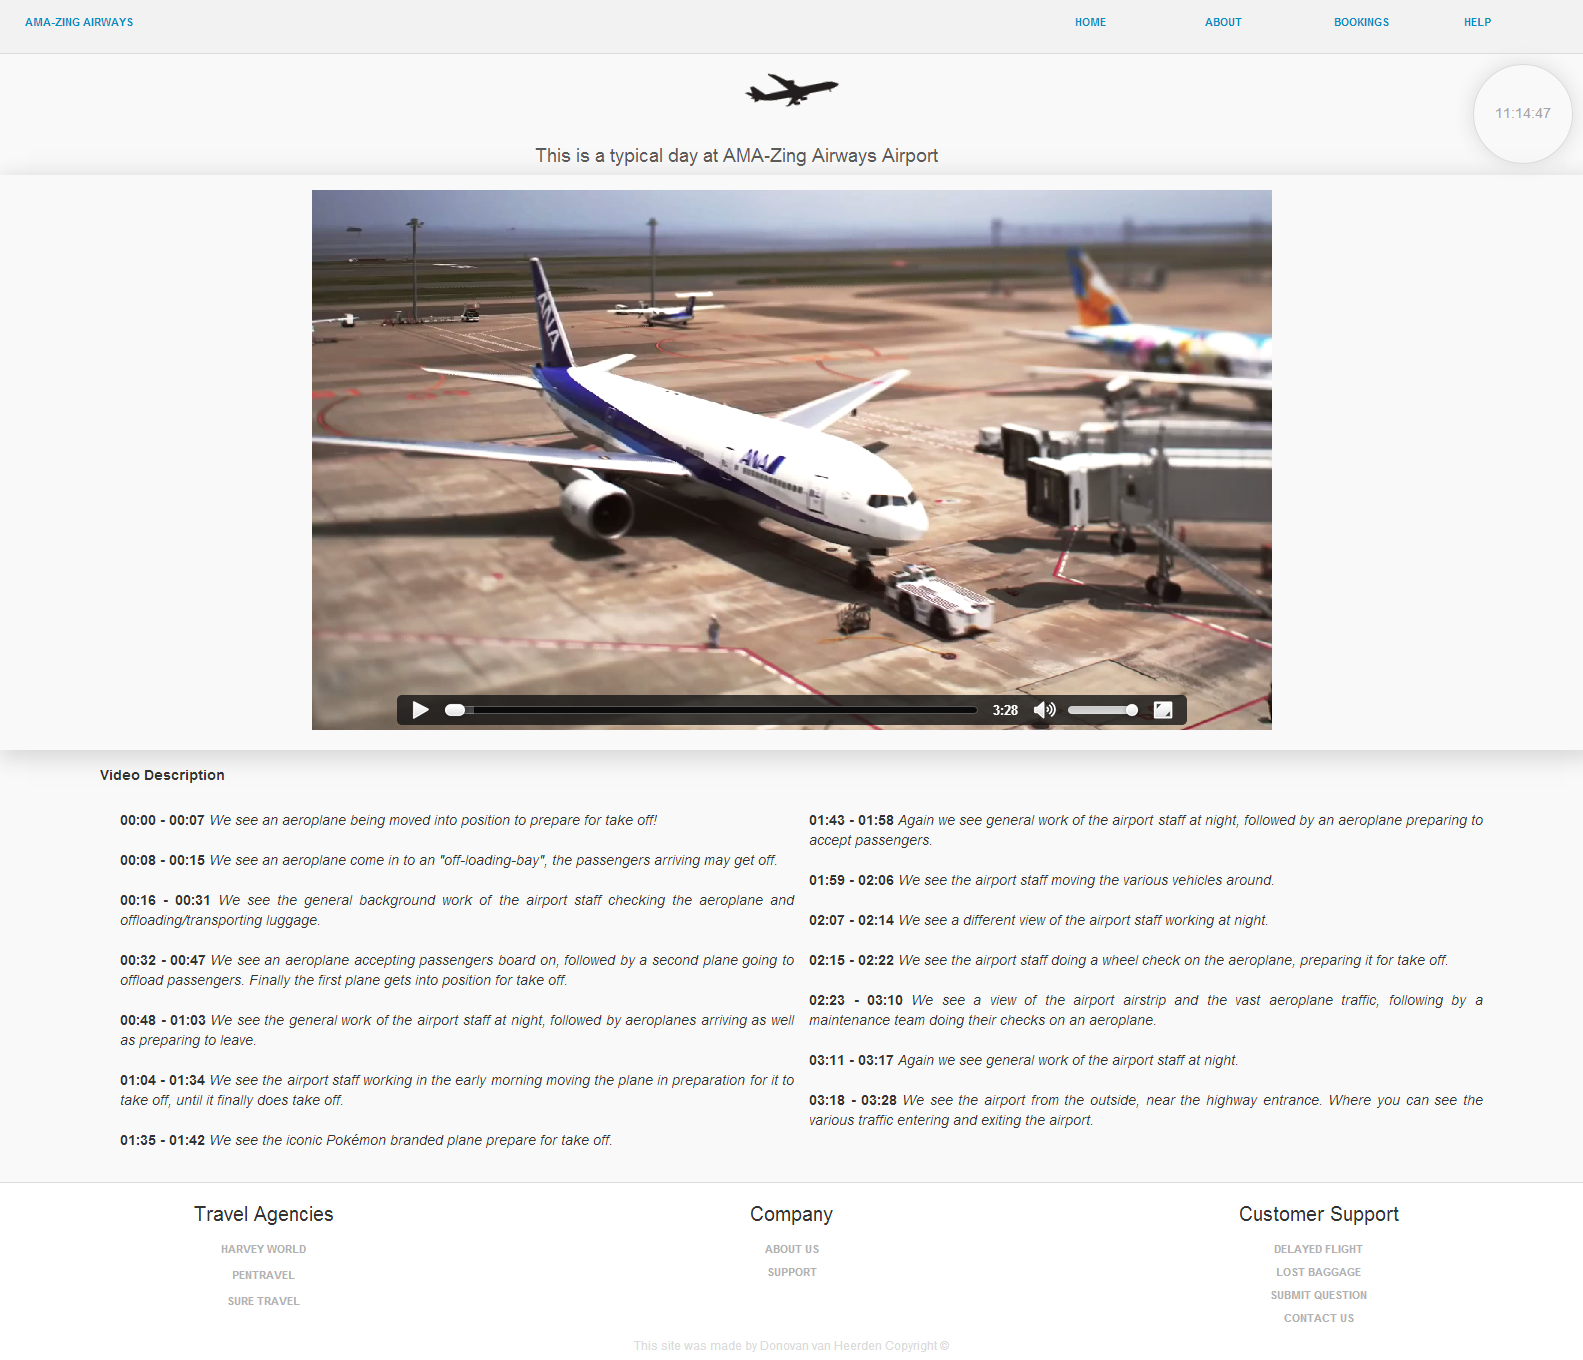 AMA-ZING AIRWAYS
HOME
ABOUT
BOOKINGS
HELP
11:14:47
This is a typical day at AMA-Zing Airways Airport
ANA
ANA
3:28
Video Description
00:00 - 00:07 We see an aeroplane being moved into position to prepare for take off!
00:08 - 00:15 We see an aeroplane come in to an "off-loading-bay", the passengers arriving may get off.
00:16 - 00:31 We see the general background work of the airport staff checking the aeroplane and
offloading/transporting luggage.
00:32 - 00:47 We see an aeroplane accepting passengers board on, followed by a second plane going to
offload passengers. Finally the first plane gets into position for take off.
00:48 - 01:03 We see the general work of the airport staff at night, followed by aeroplanes arriving as well
as preparing to leave.
01:04 - 01:34 We see the airport staff working in the early morning moving the plane in preparation for it to
take off, until it finally does take off.
01:35 - 01:42 We see the iconic Pokémon branded plane prepare for take off.
01:43 - 01:58 Again we see general work of the airport staff at night, followed by an aeroplane preparing to
accept passengers.
01:59 - 02:06 We see the airport staff moving the various vehicles around.
02:07 - 02:14 We see a different view of the airport staff working at night.
02:15 - 02:22 We see the airport staff doing a wheel check on the aeroplane, preparing it for take off.
02:23 - 03:10 We see a view of the airport airstrip and the vast aeroplane traffic, following by a
maintenance team doing their checks on an aeroplane.
03:11 - 03:17 Again we see general work of the airport staff at night.
03:18 - 03:28 We see the airport from the outside, near the highway entrance. Where you can see the
various traffic entering and exiting the airport.
Travel Agencies
HARVEY WORLD
PENTRAVEL
SURE TRAVEL
Company
ABOUT US
SUPPORT
Customer Support
DELAYED FLIGHT
LOST BAGGAGE
SUBMIT QUESTION
CONTACT US
This site was made by Donovan van Heerden Copyright ©